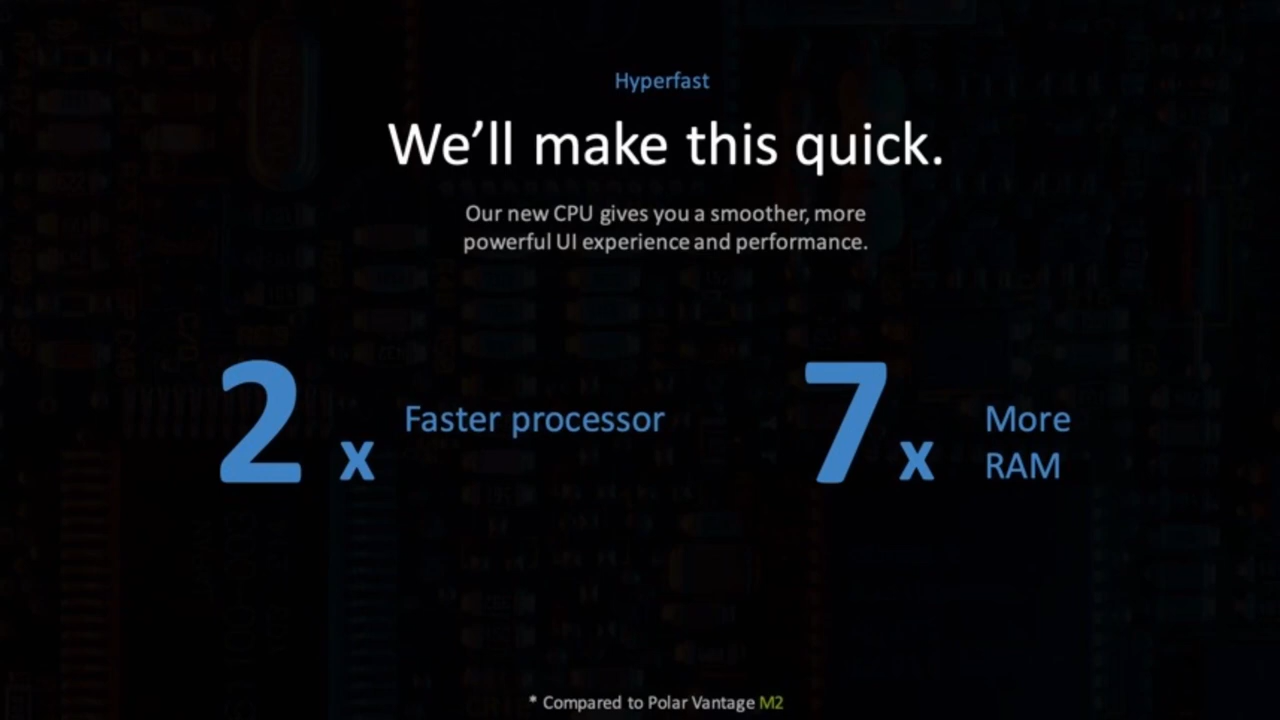 Hyperfast
We'll make this quick.
Our new CPU gives you a smoother, more
powerful UI experience and performance.
2 x Faster processor
7 x More
RAM
* Compared to Polar Vantage M2